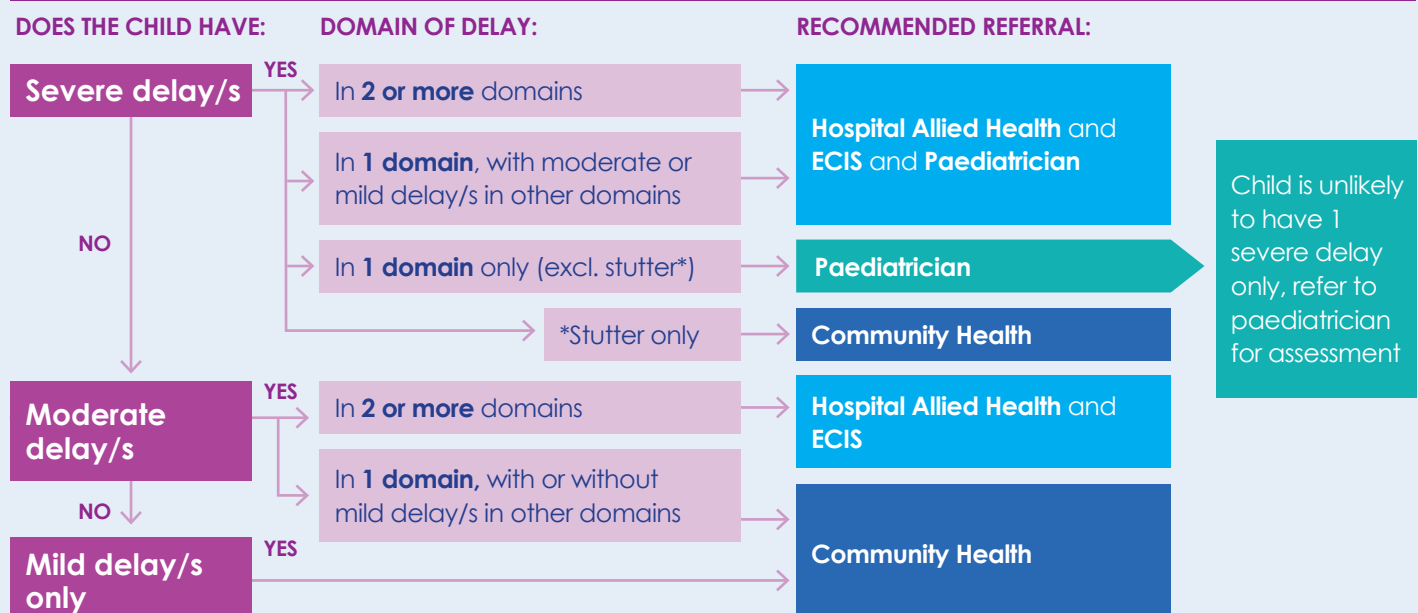 DOES THE CHILD HAVE:
DOMAIN OF DELAY:
RECOMMENDED REFERRAL:
Severe delay/s
YES
In 2 or more domains
In 1 domain, with moderate or
mild delay/s in other domains
Hospital Allied Health and
ECIS and Paediatrician
NO
In 1 domain only (excl. stutter*)
Paediatrician
Child is unlikely
to have 1
severe delay
only, refer to
paediatrician
for assessment
*Stutter only
Community Health
Moderate
delay/s
YES
In 2 or more domains
Hospital Allied Health and
ECIS
In 1 domain, with or without
mild delay/s in other domains
NO
Mild delay/s
only
YES
Community Health